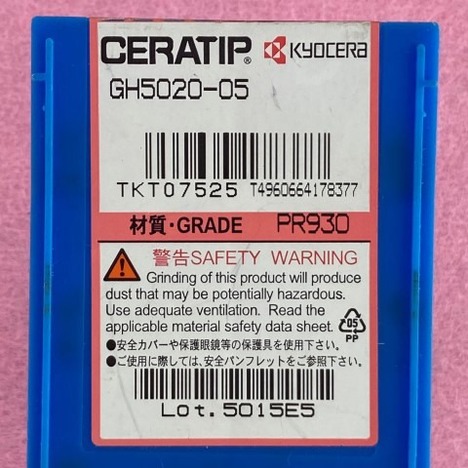 CERATIP® KYOCERA
GH5020-05
TKT07525 T4960664178377
材質・GRADE PR930
警告SAFETY WARNING
Grinding of this product will produce
dust that may be potentially hazardous.
Use adequate ventilation. Read the
applicable material safety data sheet.
●安全カバーや保護眼鏡等の保護具を使用下さい。
●ご使用に際しては、安全パンフレットをご参照下さい。
05
PP
Lot.5015E5